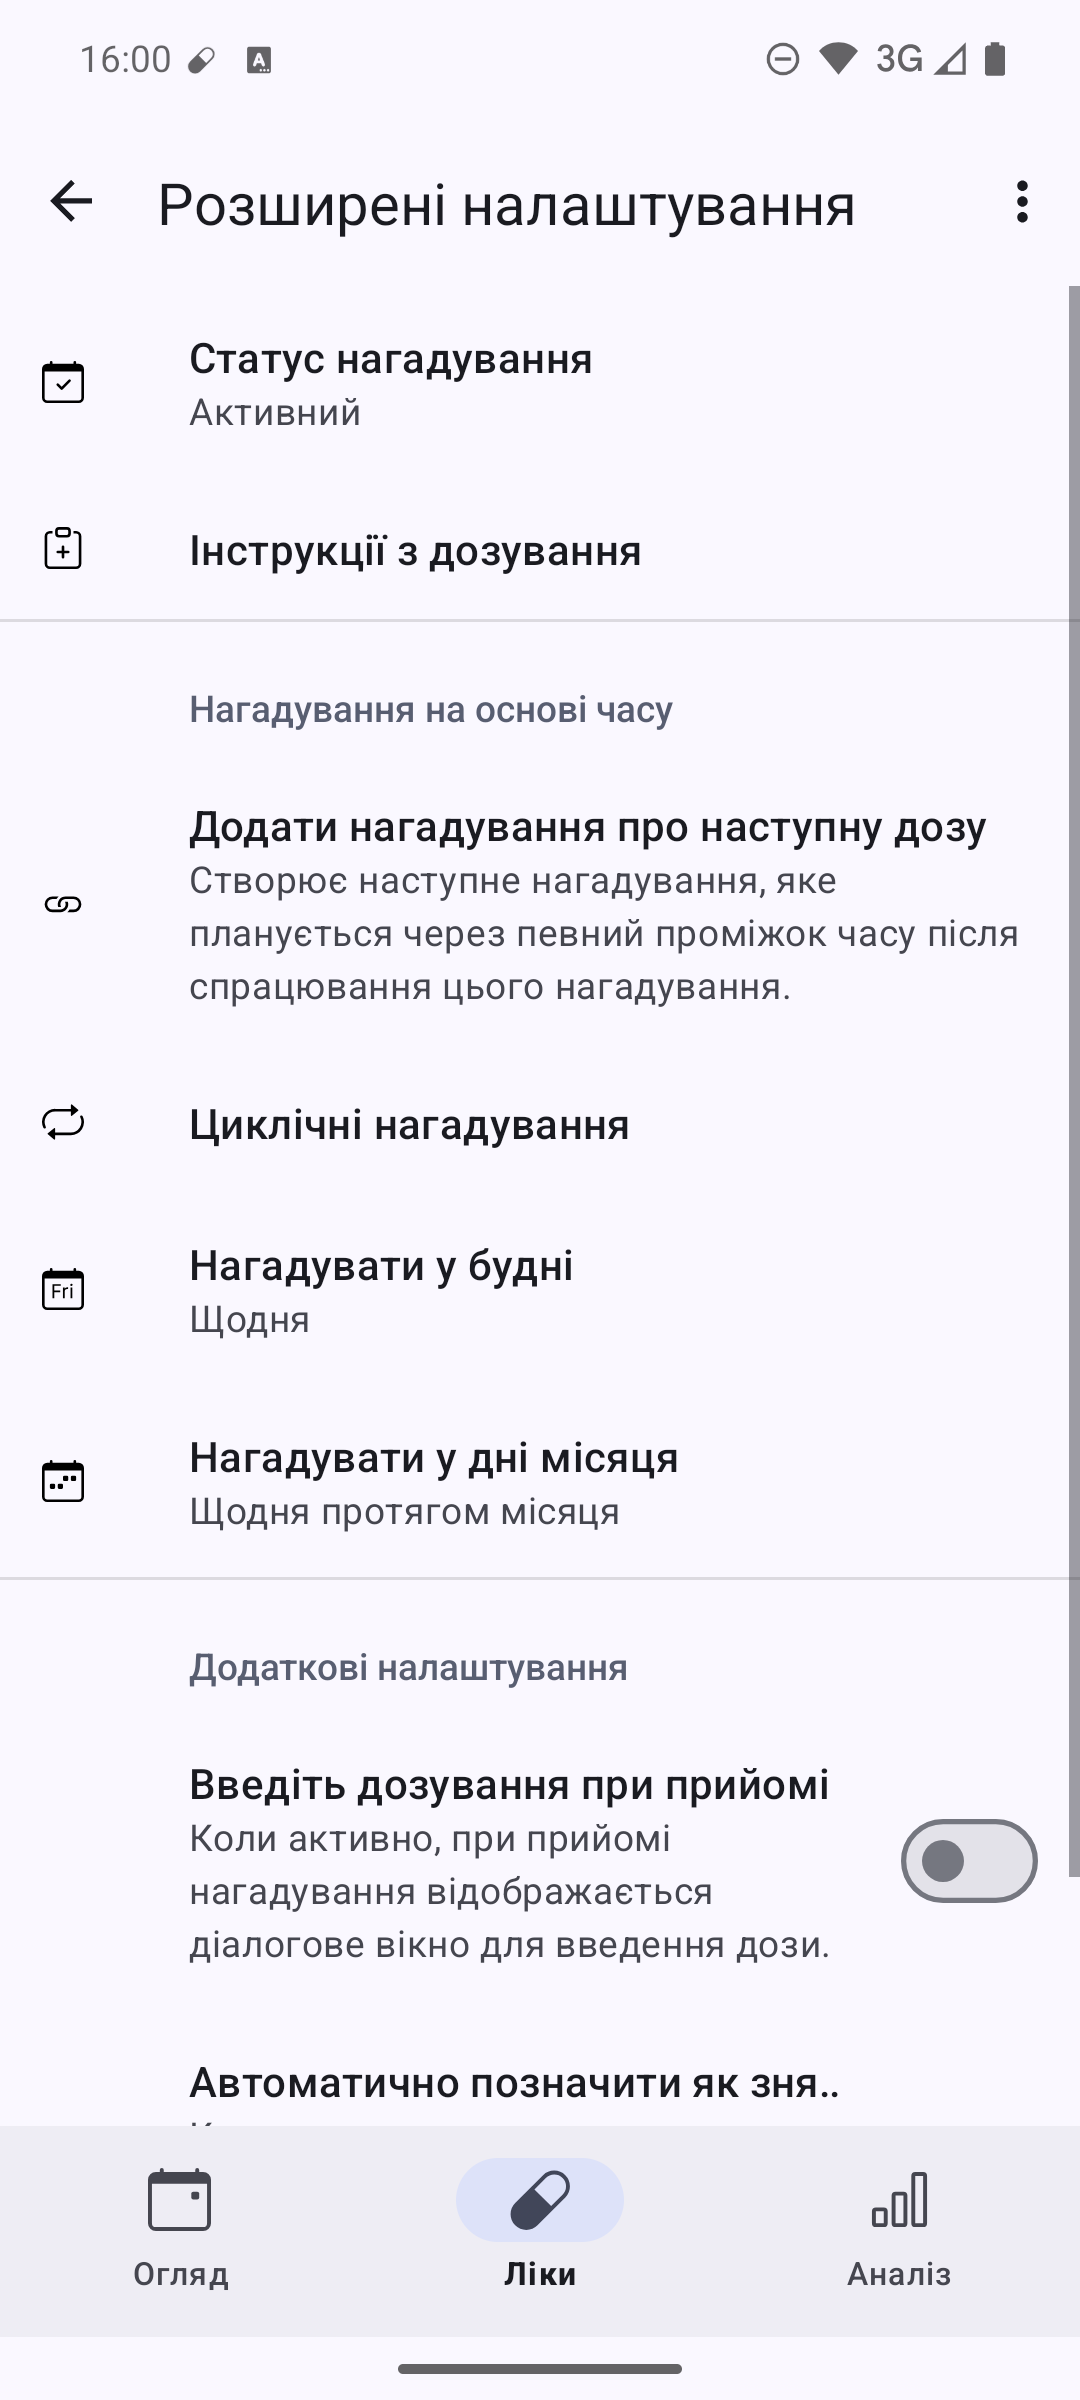 16:00
3G
Розширені налаштування
Статус нагадування
Активний
Інструкції з дозування
Нагадування на основі часу
Додати нагадування про наступну дозу
Створює наступне нагадування, яке
планується через певний проміжок часу після
спрацювання цього нагадування.
Циклічні нагадування
Fri
Нагадувати у будні
Щодня
Нагадувати у дні місяця
Щодня протягом місяця
Додаткові налаштування
Введіть дозування при прийомі
Коли активно, при прийомі
нагадування відображається
діалогове вікно для введення дози.
Автоматично позначити як зня..
Огляд
Ліки
Аналіз